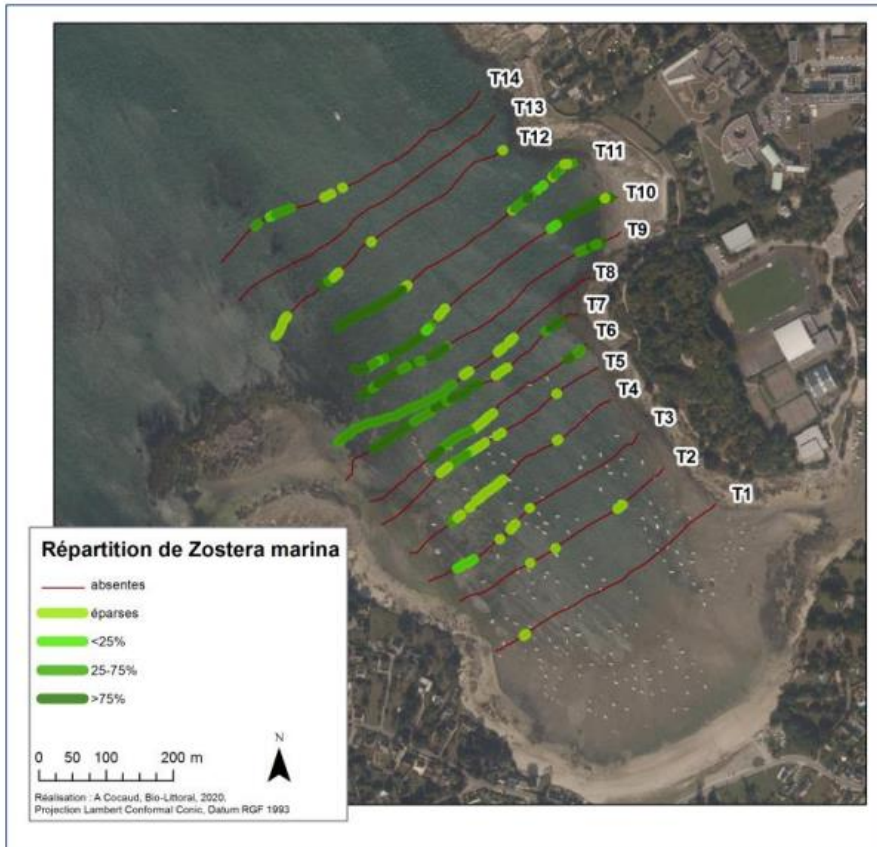 T14
T13
T12
T11
T10
T9
T8
T7
T6
T5
T4
T3
T2
T1
Répartition de Zostera marina
absentes
éparses
<25%
25-75%
>75%
N
0 50 100 200 m
Réalisation : A Cocaud, Bio-Littoral, 2020.
Projection Lambert Conformal Conic, Datum RGF 1993